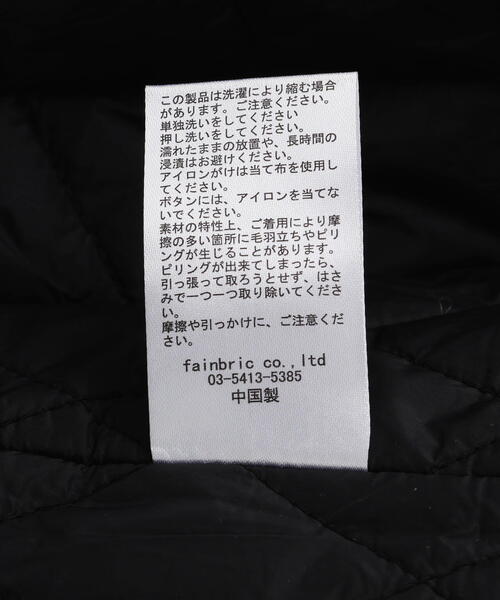 この製品は洗濯により縮む場合
があります。ご注意ください。
単独洗いをしてください
押し洗いをしてください。
濡れたままの放置や、長時間の
浸漬はお避けください。
アイロンがけは当て布を使用し
てください。
ボタンには、アイロンを当てな
いでください。
素材の特性上、ご着用により摩
擦の多い箇所に毛羽立ちやピリ
ングが生じることがあります。
ピリングが出来てしまったら、
引っ張って取ろうとせず、はさ
みで一つ一つ取り除いてくださ
い。
摩擦や引っかけに、ご注意くだ
さい。
fainbric co.,ltd
03-5413-5385
中国製